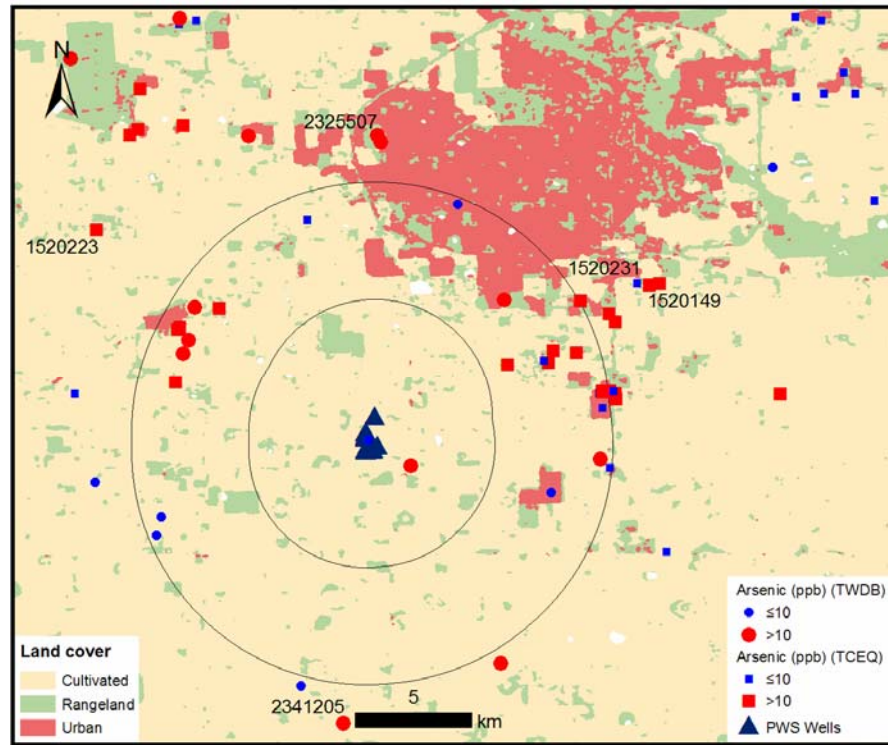 N
2325507
1520223
1520231
1520149
2341205
5
km
Land cover
Cultivated
Rangeland
Urban
Arsenic (ppb) (TWDB)
≤10
>10
Arsenic (ppb) (TCEQ)
≤10
>10
PWS Wells